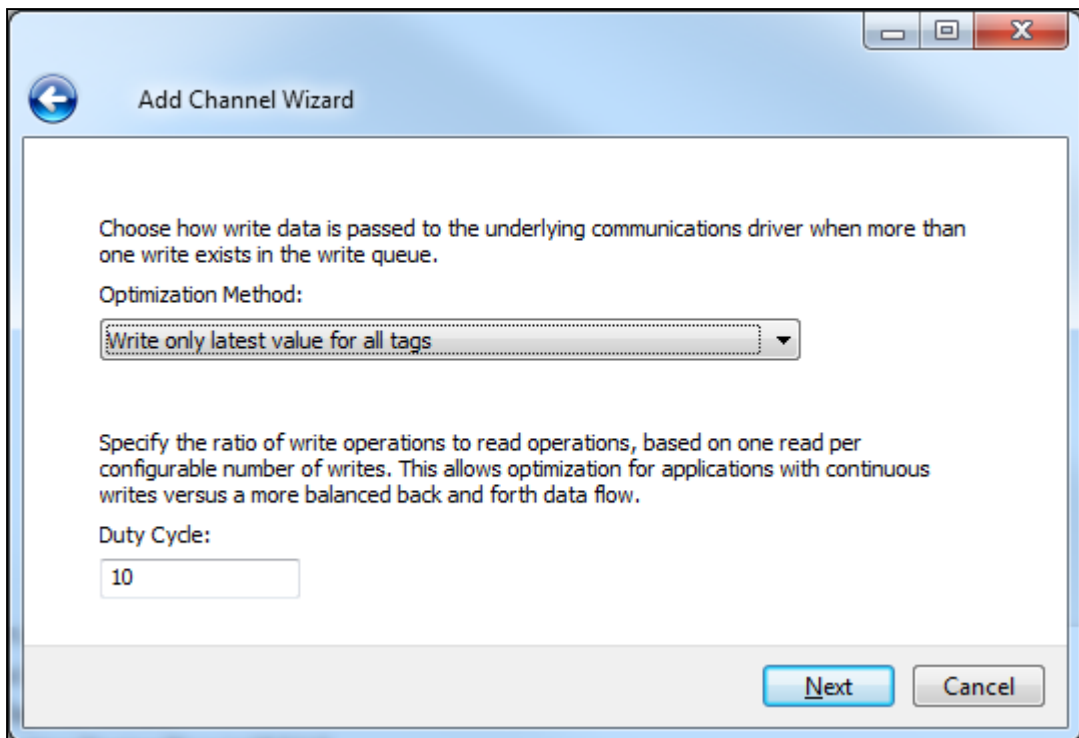 Add Channel Wizard
Choose how write data is passed to the underlying communications driver when more than
one write exists in the write queue.
Optimization Method:
Write only latest value for all tags
Specify the ratio of write operations to read operations, based on one read per
configurable number of writes. This allows optimization for applications with continuous
writes versus a more balanced back and forth data flow.
Duty Cycle:
10
Next
Cancel